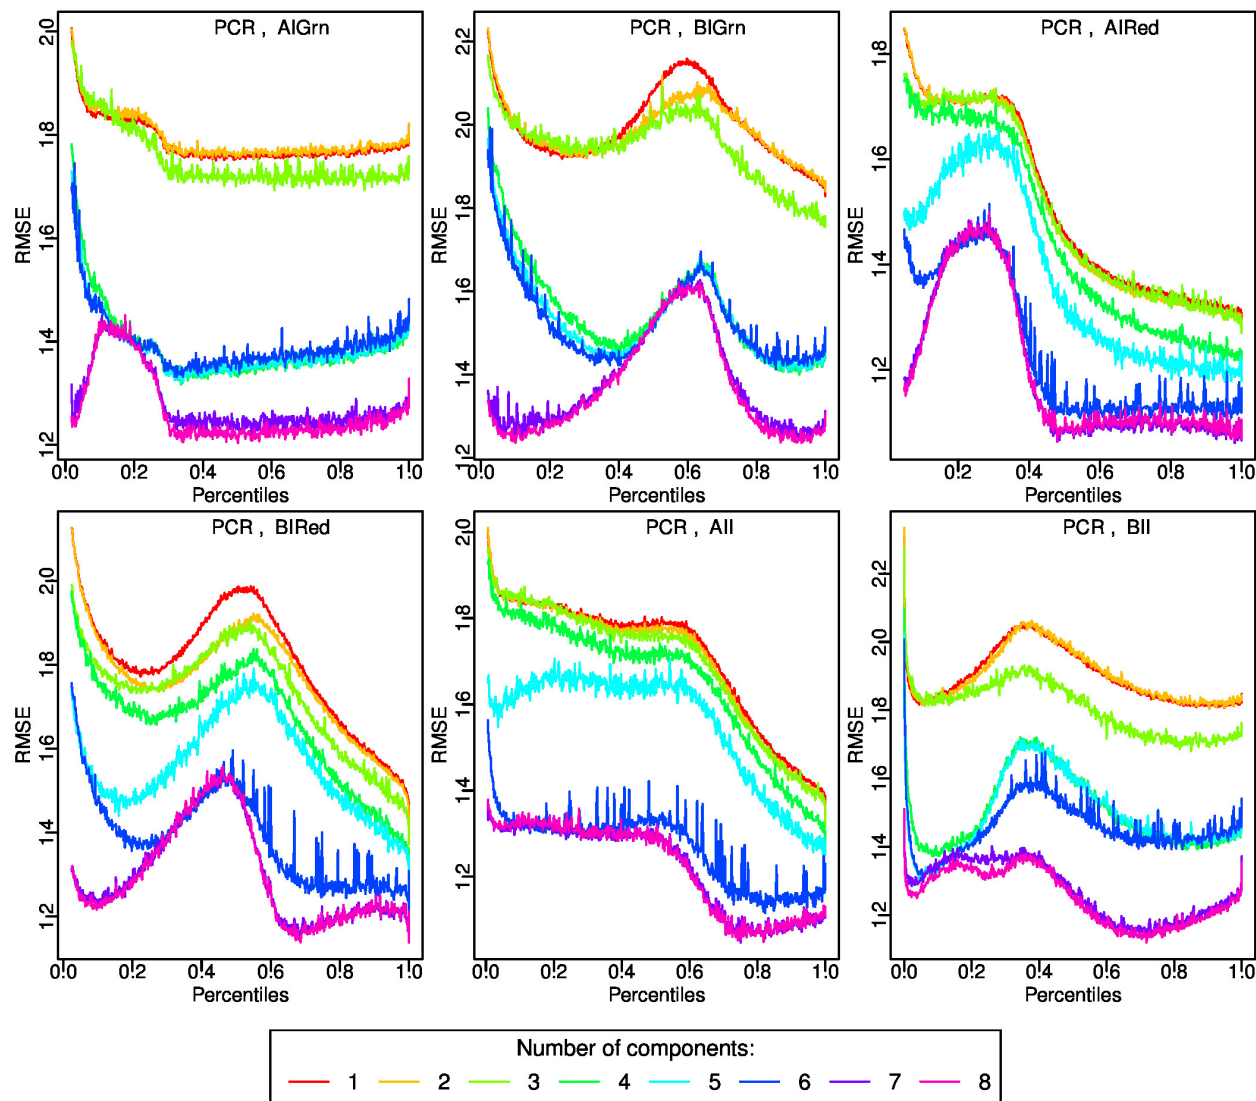 PCR , AIGrn
RMSE
2.0
1.8
1.6
1.4
1.2
0.0 0.2 0.4 0.6 0.8 1.0
Percentiles
PCR , BIGrn
RMSE
2.2
2.0
1.8
1.6
1.4
1.2
0.0 0.2 0.4 0.6 0.8 1.0
Percentiles
PCR , AIRed
RMSE
1.8
1.6
1.4
1.2
0.2 0.4 0.6 0.8 1.0
Percentiles
PCR , BIRed
RMSE
2.0
1.8
1.6
1.4
1.2
0.0 0.2 0.4 0.6 0.8 1.0
Percentiles
PCR , AII
RMSE
2.0
1.8
1.6
1.4
1.2
0.0 0.2 0.4 0.6 0.8 1.0
Percentiles
PCR , BII
RMSE
2.2
2.0
1.8
1.6
1.4
1.2
0.0 0.2 0.4 0.6 0.8 1.0
Percentiles
Number of components:
1 2 3 4 5 6 7 8